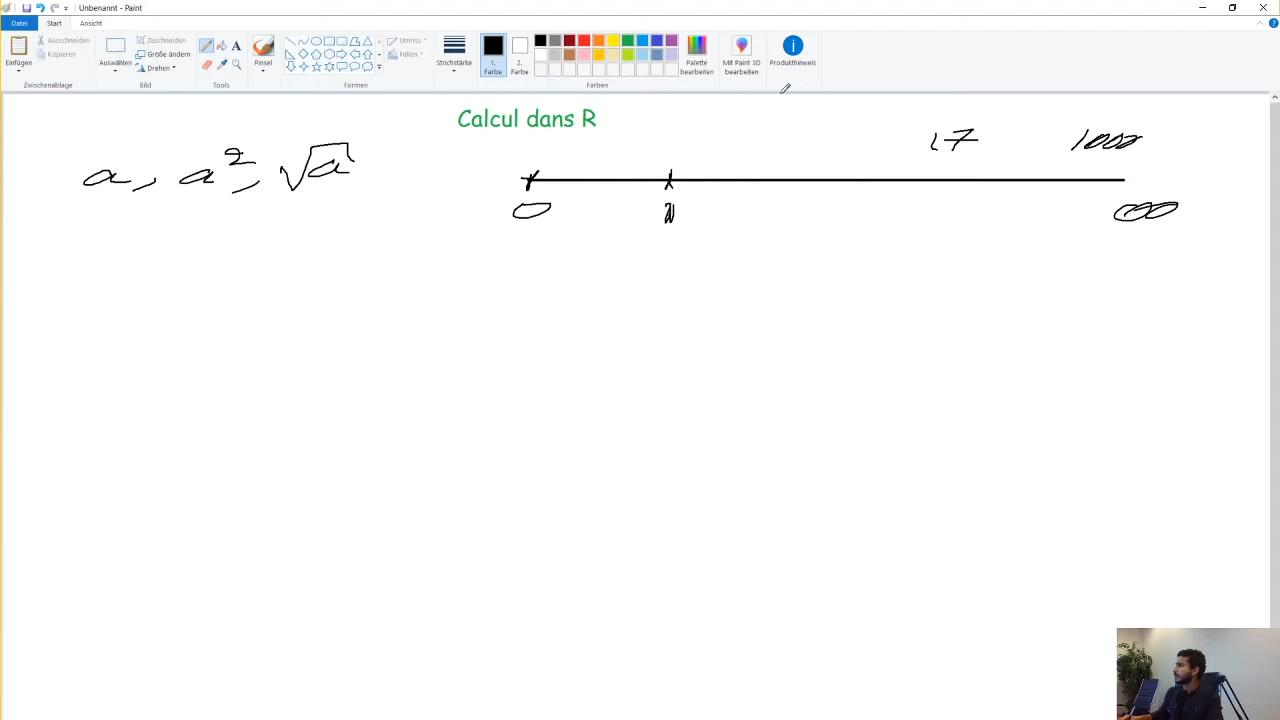 Unbenannt - Paint
Datei Start Ansicht
Einfügen
Ausschneiden
Kopieren
Zwischenablage
Auswählen
Zuschneiden
Größe ändern
Drehen
Bild
A
Tools
Pinsel
Umriss
Füllen
Formen
Strichstärke
1. Farbe
2. Farbe
Farben
Palette bearbeiten
Mit Paint 3D bearbeiten
Produkthinweis
Calcul dans R
a, a², √a
17 1000
0